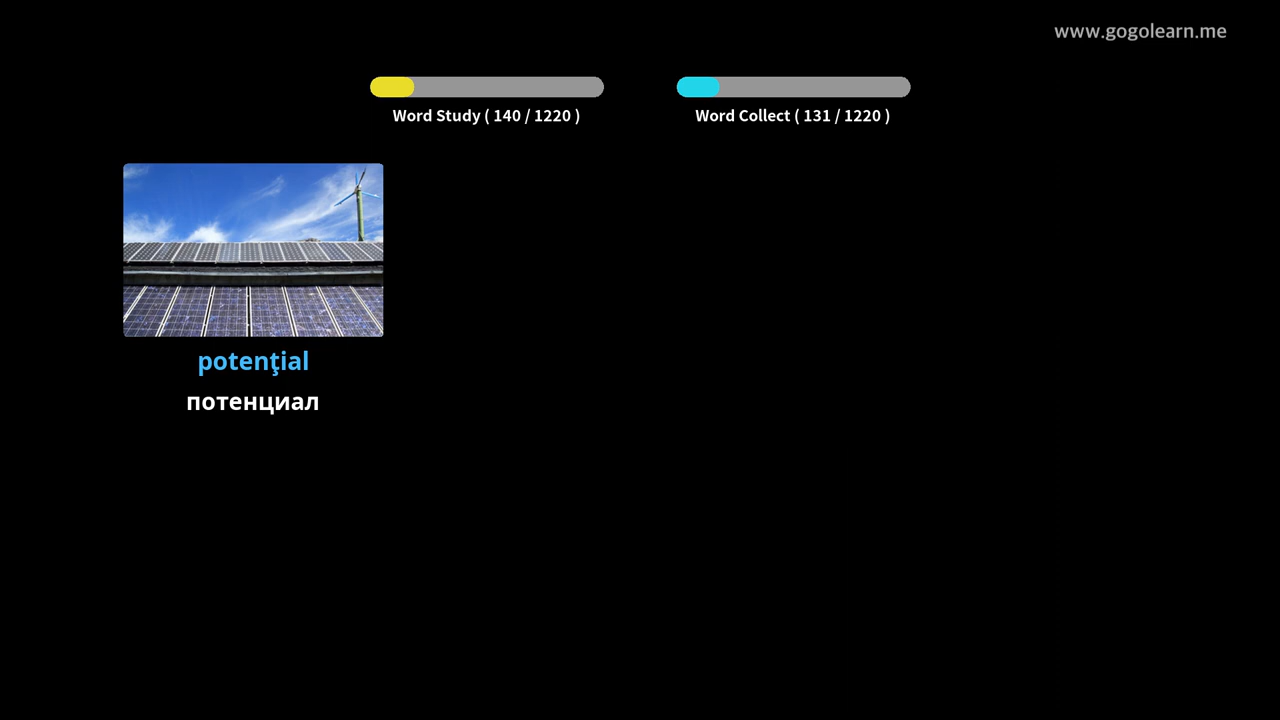 www.gogolearn.me
Word Study ( 140 / 1220 )
Word Collect ( 131 / 1220 )
potenţial
потенциал